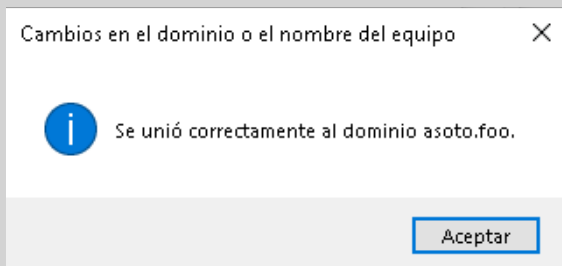 Cambios en el dominio o el nombre del equipo
Se unió correctamente al dominio asoto.foo.
Aceptar